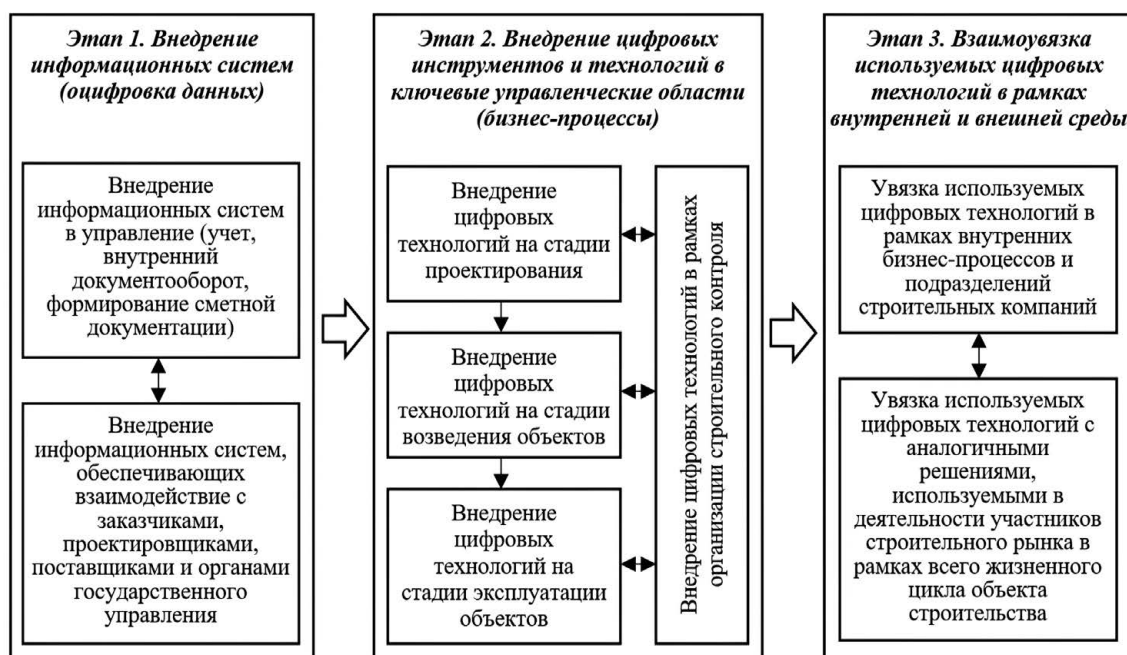 Этап 1. Внедрение
информационных систем
(оцифровка данных)
Внедрение
информационных систем
в управление (учет,
внутренний
документооборот,
формирование сметной
документации)
Внедрение
информационных систем,
обеспечивающих
взаимодействие с
заказчиками,
проектировщиками,
поставщиками и органами
государственного
управления
Этап 2. Внедрение цифровых
инструментов и технологий в
ключевые управленческие области
(бизнес-процессы)
Внедрение
цифровых
технологий на стадии
проектирования
Внедрение
цифровых
технологий на стадии
возведения объектов
Внедрение
цифровых
технологий на
стадии эксплуатации
объектов
Внедрение цифровых технологий в рамках
организации строительного контроля
Этап 3. Взаимоувязка
используемых цифровых
технологий в рамках
внутренней и внешней среды
Увязка используемых
цифровых технологий в
рамках внутренних
бизнес-процессов и
подразделений
строительных компаний
Увязка используемых
цифровых технологий с
аналогичными
решениями,
используемыми в
деятельности участников
строительного рынка в
рамках всего жизненного
цикла объекта
строительства